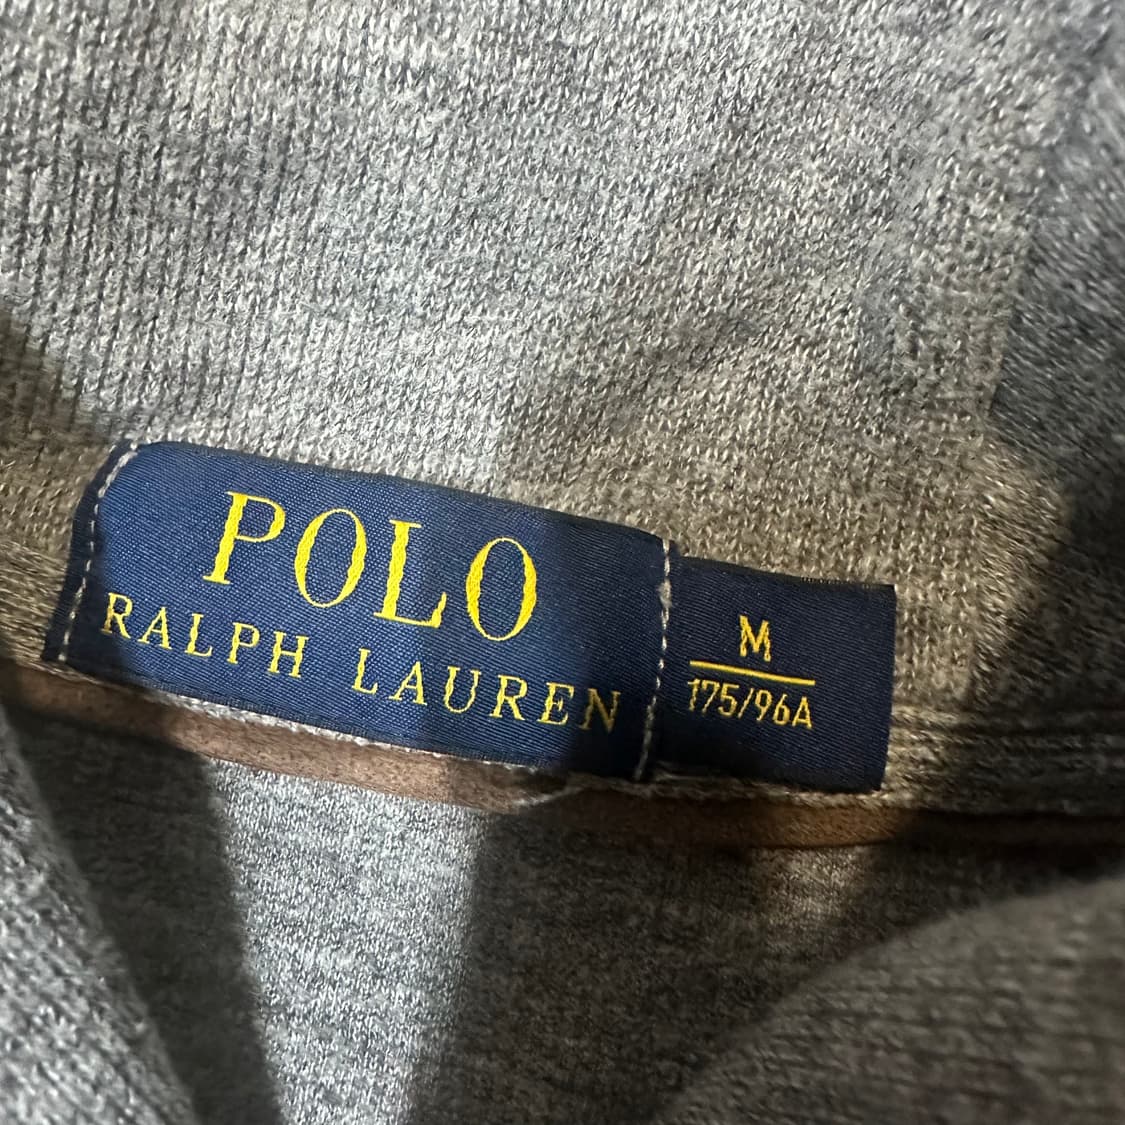 POLO
RALPH LAUREN
M
175/96A